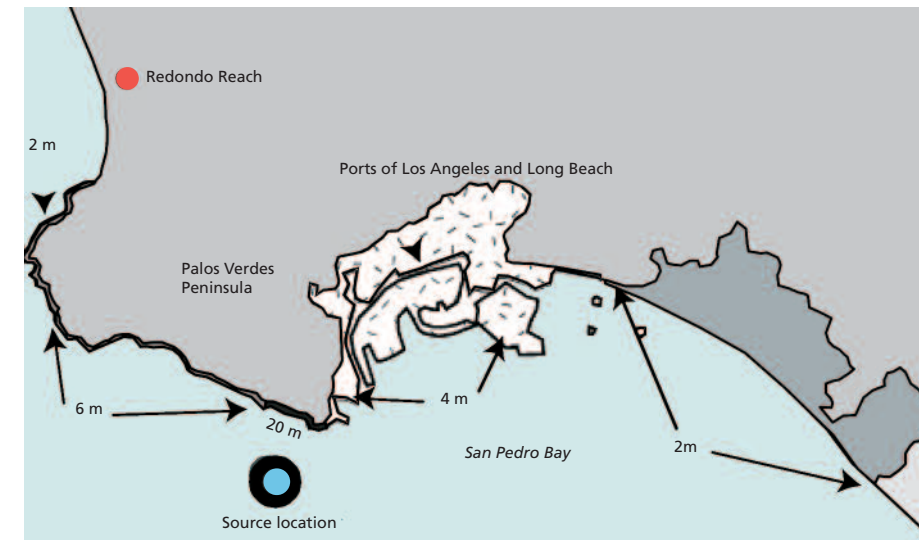 Redondo Reach
2 m
Ports of Los Angeles and Long Beach
Palos Verdes
Peninsula
4 m
6 m
20 m
San Pedro Bay
2m
Source location